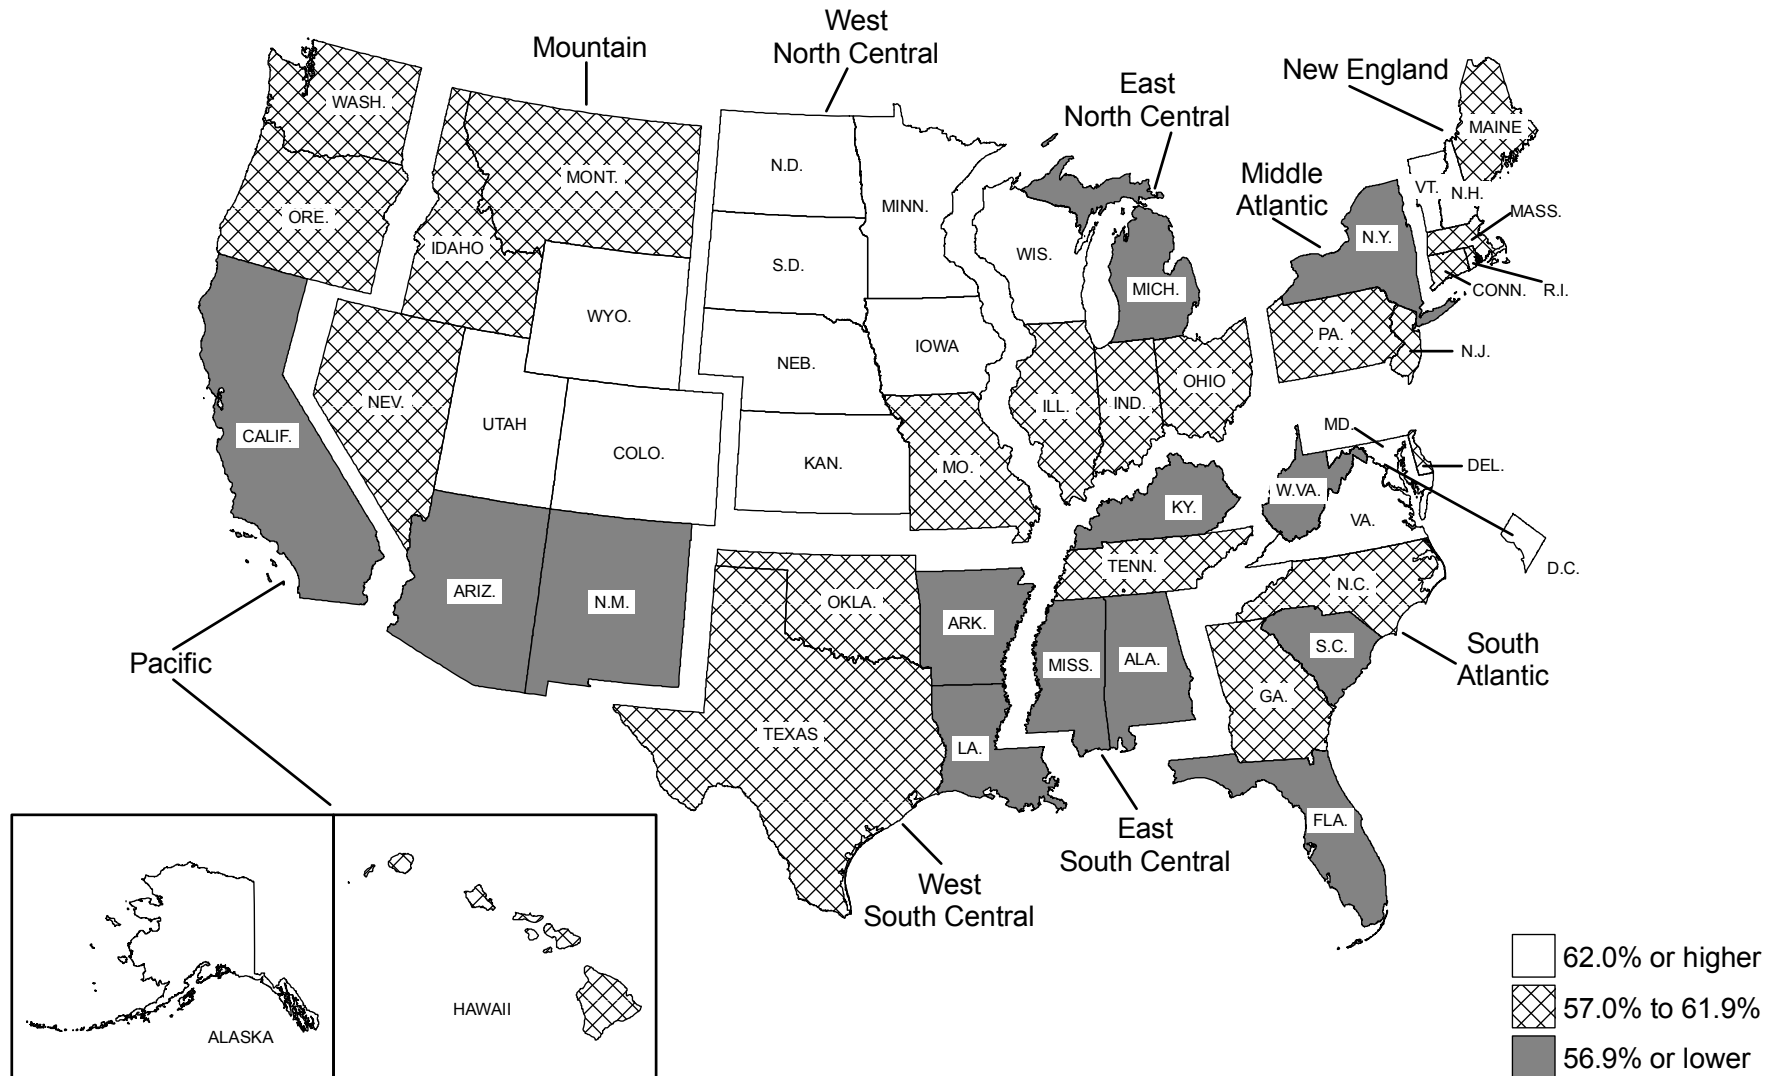 West
North Central
Mountain
East
North Central
New England
Middle
Atlantic
South
Atlantic
East
South Central
West
South Central
Pacific
WASH.
ORE.
CALIF.
IDAHO
NEV.
MONT.
WYO.
UTAH
COLO.
ARIZ.
N.M.
N.D.
S.D.
NEB.
KAN.
MINN.
IOWA
MO.
WIS.
MICH.
ILL.
IND.
OHIO
OKLA.
TEXAS
ARK.
LA.
KY.
TENN.
MISS.
ALA.
MAINE
VT.
N.H.
MASS.
CONN.
R.I.
N.Y.
PA.
N.J.
MD.
DEL.
W.VA.
VA.
D.C.
N.C.
S.C.
GA.
FLA.
ALASKA
HAWAII
62.0% or higher
57.0% to 61.9%
56.9% or lower